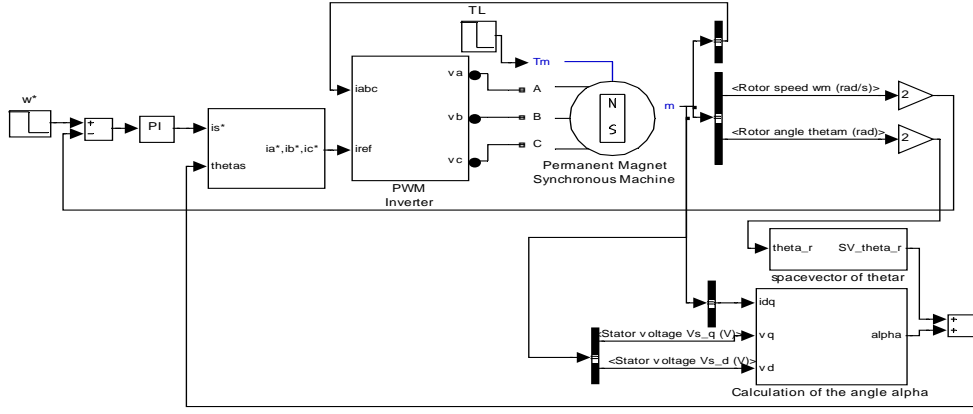 TL
w*
+
−
PI
is*
thetas
ia*,ib*,ic*
iabc
iref
va
vb
vc
PWM
Inverter
Tm
A
B
C
N
S
m
Permanent Magnet
Synchronous Machine
<Rotor speed wm (rad/s)>
2
<Rotor angle thetam (rad)>
2
theta_r
SV_theta_r
spacevector of thetar
idq
<Stator voltage Vs_q (V)>
vq
<Stator voltage Vs_d (V)>
vd
alpha
+
+
Calculation of the angle alpha